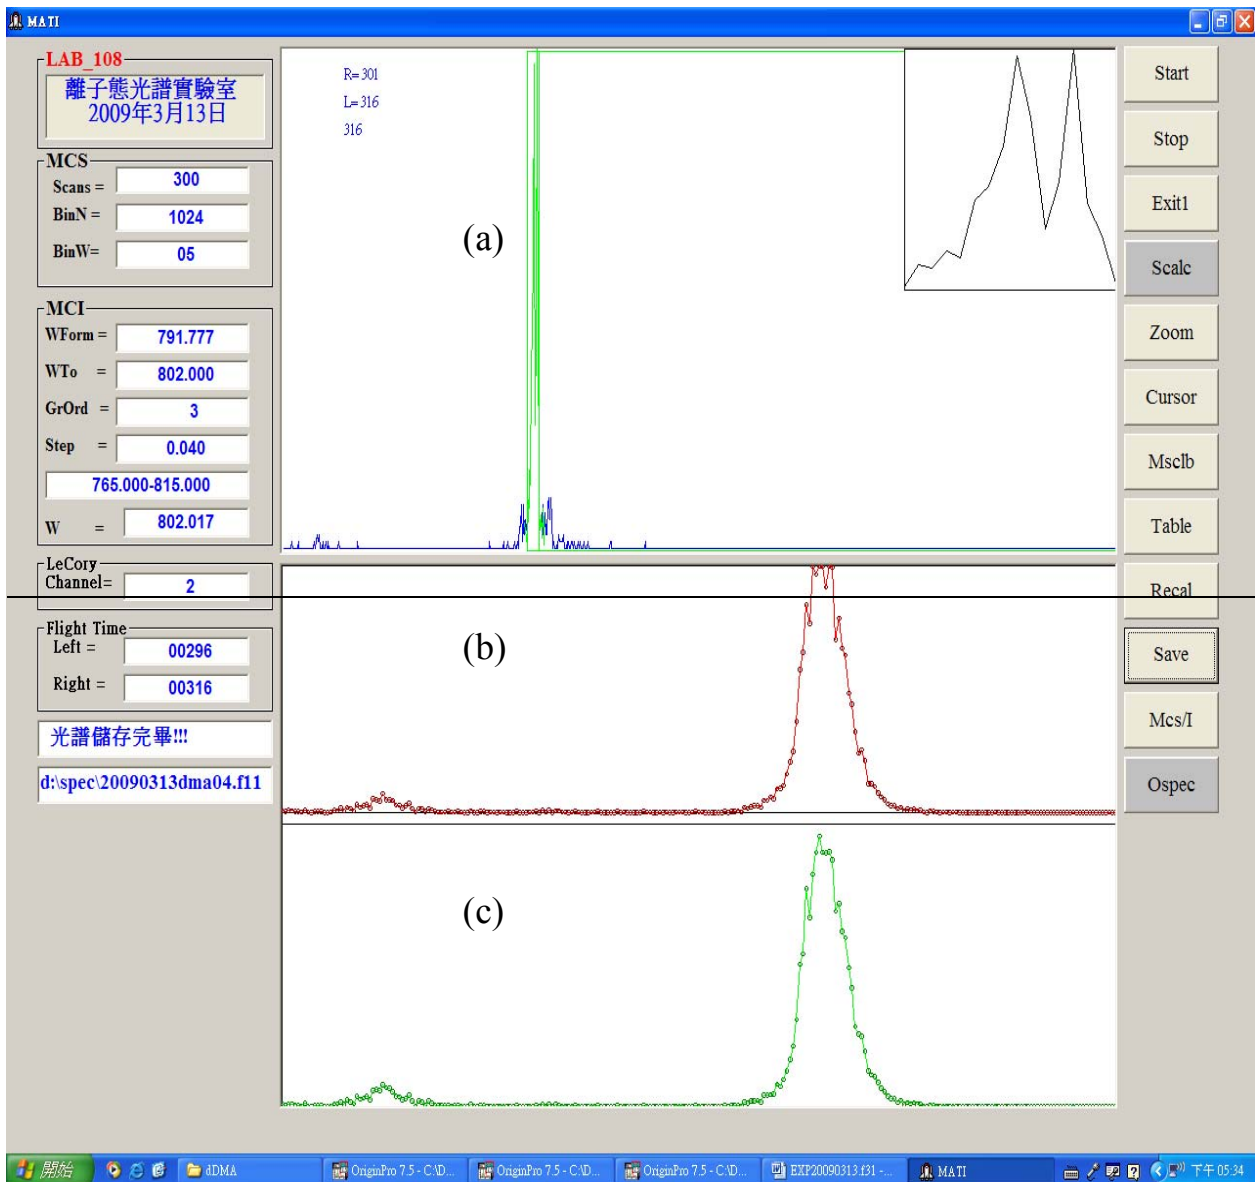 MATI
LAB_108
離子態光譜實驗室
2009年3月13日
MCS
Scans = 300
BinN = 1024
BinW= 05
MCI
WForm = 791.777
WTo = 802.000
GrOrd = 3
Step = 0.040
765.000-815.000
W = 802.017
LeCory
Channel= 2
Flight Time
Left = 00296
Right = 00316
光譜儲存完畢!!!
d:\spec\20090313dma04.f11
R= 301
L= 316
316
(a)
(b)
(c)
Start
Stop
Exit1
Scalc
Zoom
Cursor
Msclb
Table
Recal
Save
Mcs/I
Ospec
開始
dDMA
OriginPro 7.5 - C:\D...
OriginPro 7.5 - C:\D...
OriginPro 7.5 - C:\D...
EXP20090313.f31 -...
MATI
下午 05:34